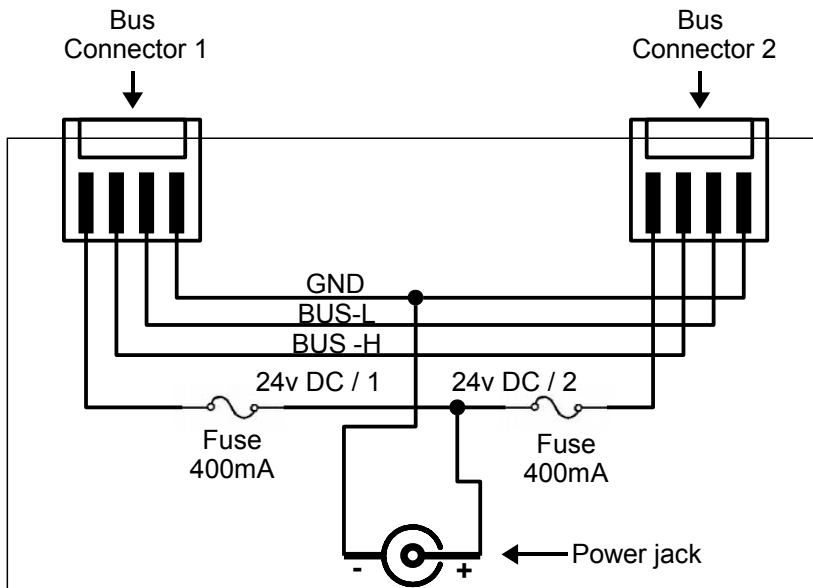 Bus
Connector 1
Bus
Connector 2
GND
BUS-L
BUS -H
24v DC / 1
24v DC / 2
Fuse
400mA
Fuse
400mA
- +
Power jack